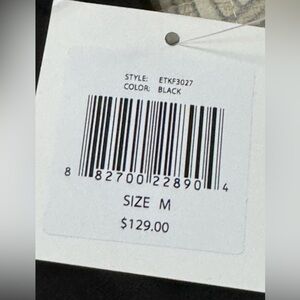 STYLE: ETKF3027
COLOR: BLACK
8 82700 22890 4
SIZE M
$129.00